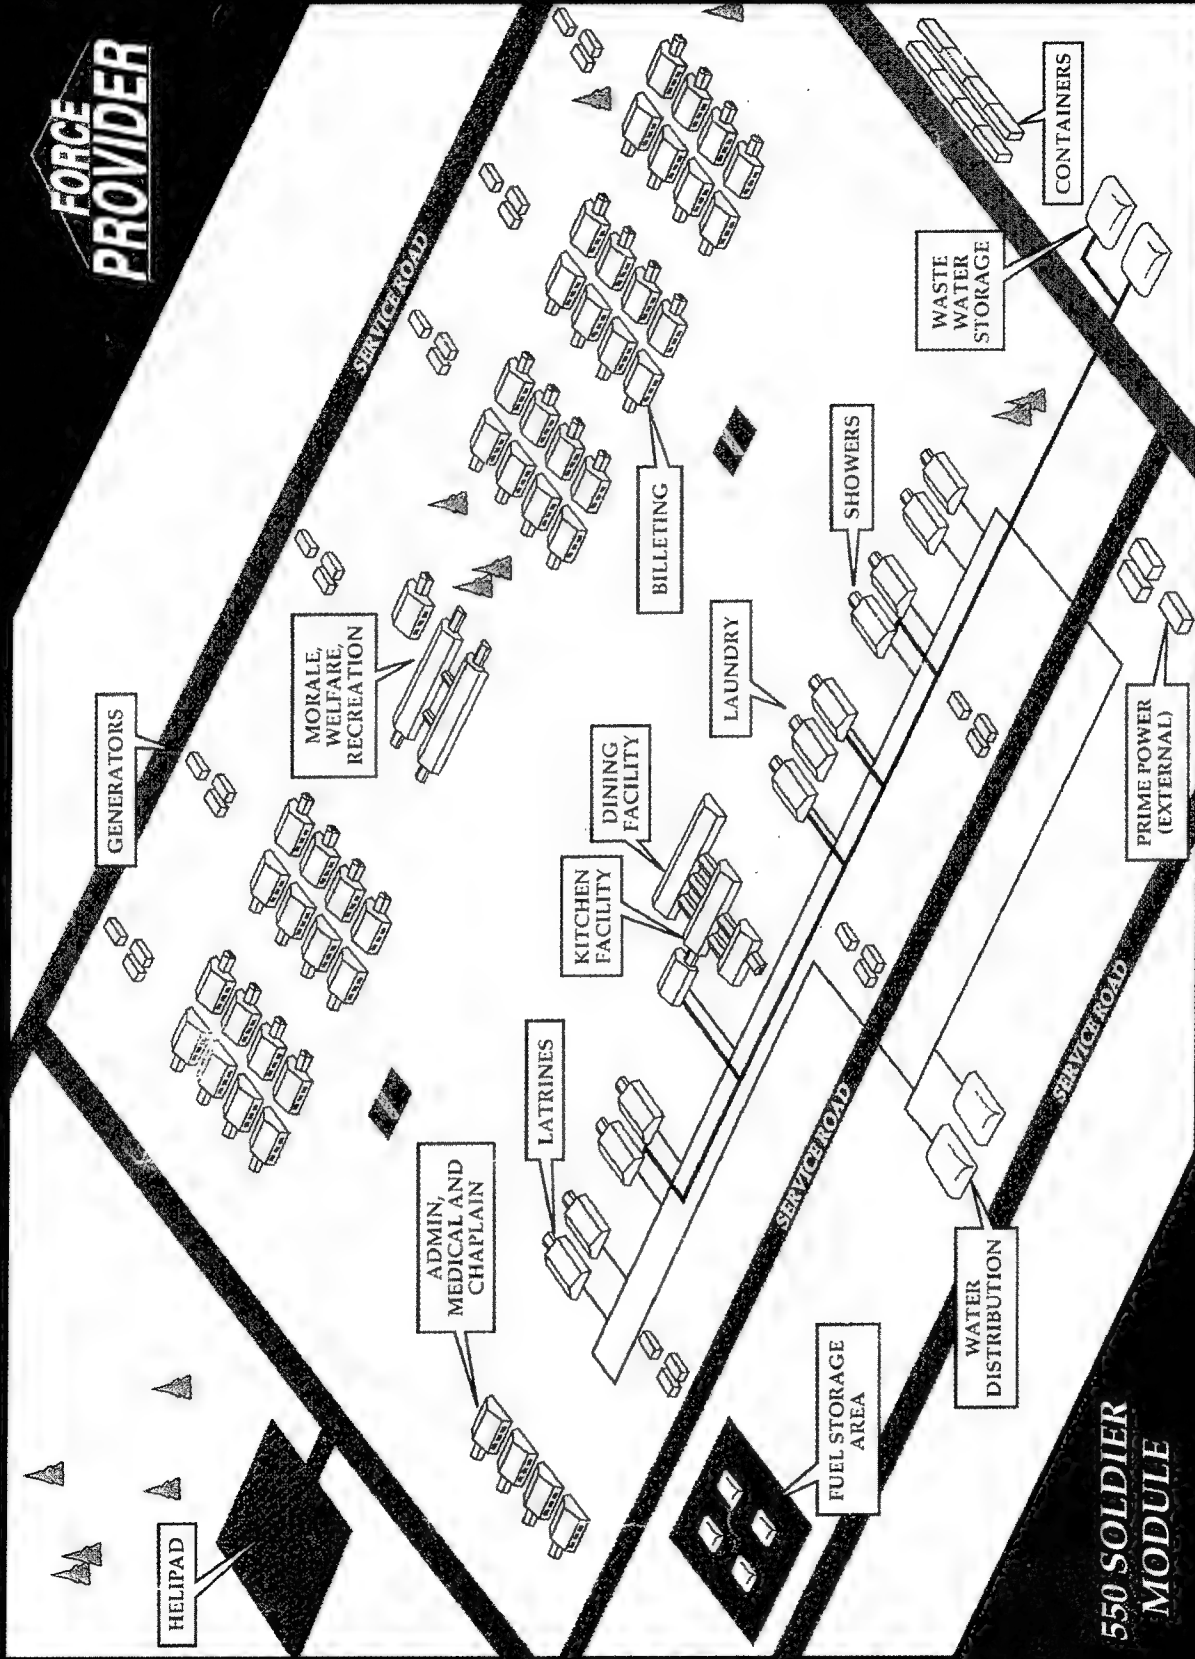 FORCE
PROVIDER
HELIPAD
GENERATORS
SERVICE ROAD
MORALE,
WELFARE,
RECREATION
ADMIN,
MEDICAL AND
CHAPLAIN
LATRINES
KITCHEN
FACILITY
DINING
FACILITY
BILLETING
LAUNDRY
SHOWERS
WASTE
WATER
STORAGE
CONTAINERS
FUEL STORAGE
AREA
SERVICE ROAD
WATER
DISTRIBUTION
SERVICE ROAD
PRIME POWER
(EXTERNAL)
550 SOLDIER
MODULE